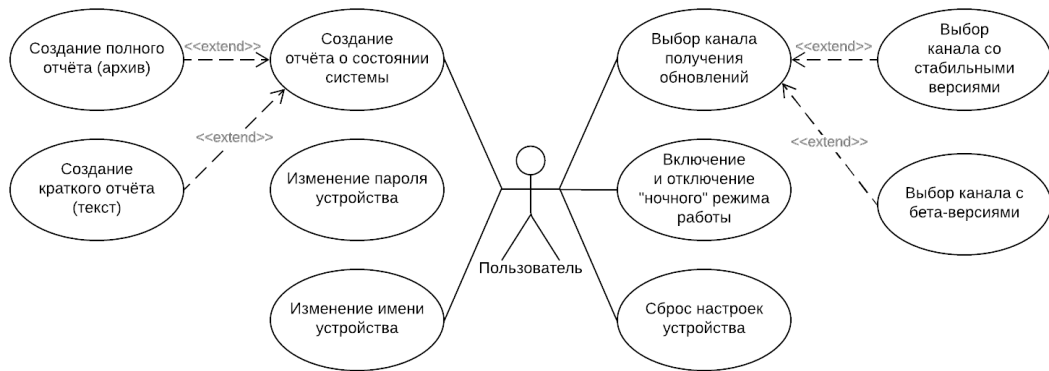 Создание полного
отчёта (архив)
<<extend>>
Создание
отчёта о состоянии
системы
Выбор канала
получения
обновлений
<<extend>>
Выбор
канала со
стабильными
версиями
<<extend>>
<<extend>>
Создание
краткого отчёта
(текст)
Изменение пароля
устройства
Включение
и отключение
"ночного" режима
работы
Выбор канала с
бета-версиями
Пользователь
Изменение имени
устройства
Сброс настроек
устройства